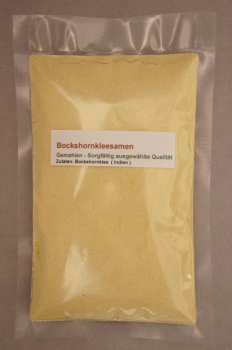 Bockshornkleesamen
Gemahlen - Sorgfältig ausgewählte Qualität
Zutaten: Bockshornklee ( Indien )